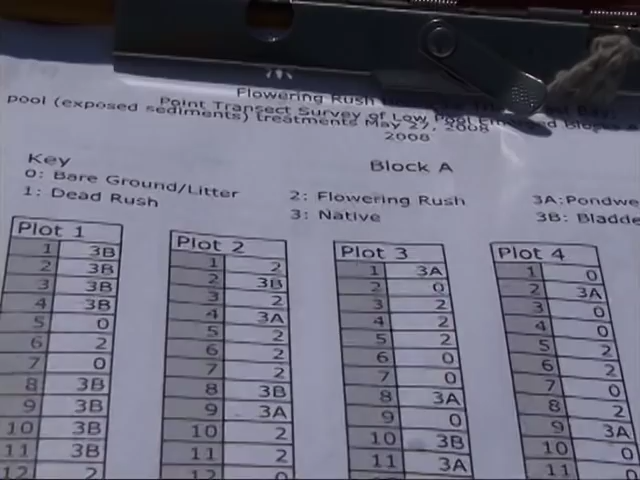 Flowering Rush
Point Transect Survey of Low Pool
pool (exposed sediments) treatments May 27, 2008
2008
Key
0: Bare Ground/Litter
1: Dead Rush
Block A
2: Flowering Rush
3: Native
3A:Pondwe
3B: Bladde
Plot 1
1 3B
2 3B
3 3B
4 3B
5 0
6 2
7 0
8 3B
9 3B
10 3B
11 3B
12 2
Plot 2
1 2
2 3B
3 2
4 3A
5 2
6 2
7 2
8 3B
9 3A
10 2
11 2
12 0
Plot 3
1 3A
2 0
3 2
4 2
5 2
6 0
7 0
8 3A
9 0
10 3B
11 3A
Plot 4
1 0
2 3A
3 0
4 0
5 2
6 2
7 0
8 2
9 3A
10 0
11 0